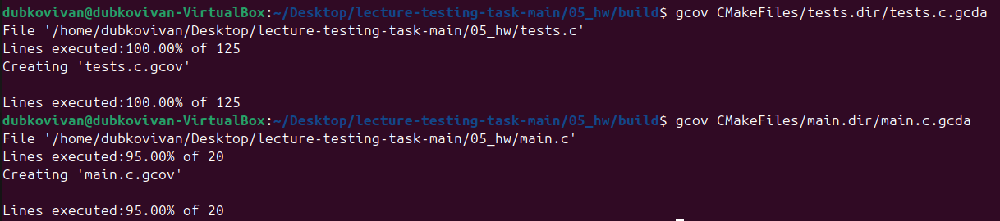 dubkovivan@dubkovivan-VirtualBox:~/Desktop/lecture-testing-task-main/05_hw/build$ gcov CMakeFiles/tests.dir/tests.c.gcda
File '/home/dubkovivan/Desktop/lecture-testing-task-main/05_hw/tests.c'
Lines executed:100.00% of 125
Creating 'tests.c.gcov'

Lines executed:100.00% of 125
dubkovivan@dubkovivan-VirtualBox:~/Desktop/lecture-testing-task-main/05_hw/build$ gcov CMakeFiles/main.dir/main.c.gcda
File '/home/dubkovivan/Desktop/lecture-testing-task-main/05_hw/main.c'
Lines executed:95.00% of 20
Creating 'main.c.gcov'

Lines executed:95.00% of 20